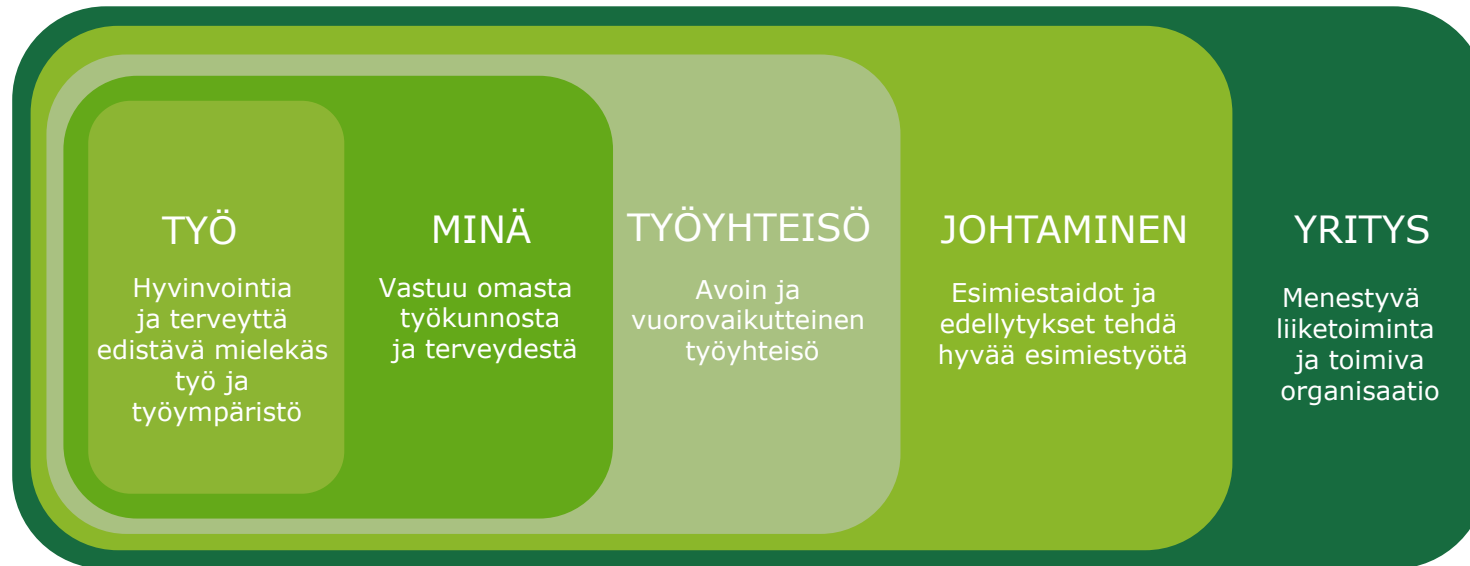 TYÖ
Hyvinvointia
ja terveyttä
edistävä mielekäs
työ ja
työympäristö
MINÄ
Vastuu omasta
työkunnosta
ja terveydestä
TYÖYHTEISÖ
Avoin ja
vuorovaikutteinen
työyhteisö
JOHTAMINEN
Esimiestaidot ja
edellytykset tehdä
hyvää esimiestyötä
YRITYS
Menestyvä
liiketoiminta
ja toimiva
organisaatio